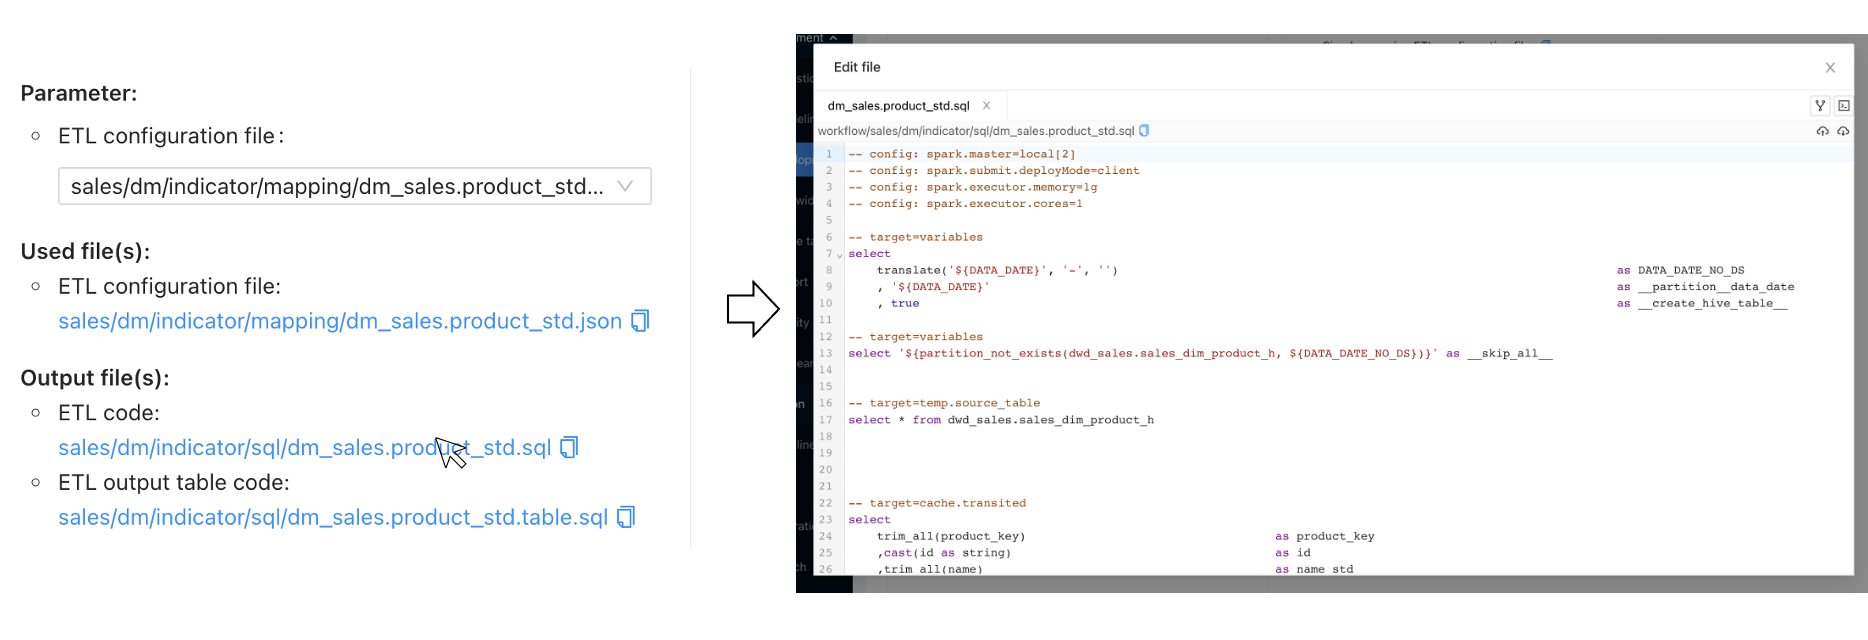 Parameter:
ETL configuration file:
sales/dm/indicator/mapping/dm_sales.product_std...
Used file(s):
ETL configuration file:
sales/dm/indicator/mapping/dm_sales.product_std.json
Output file(s):
ETL code:
sales/dm/indicator/sql/dm_sales.product_std.sql
ETL output table code:
sales/dm/indicator/sql/dm_sales.product_std.table.sql
ment
Edit file
dm_sales.product_std.sql
workflow/sales/dm/indicator/sql/dm_sales.product_std.sql
1 -- config: spark.master=local[2]
2 -- config: spark.submit.deployMode=client
3 -- config: spark.executor.memory=1g
4 -- config: spark.executor.cores=1
5
6 -- target=variables
7 select
8 translate('${DATA_DATE}', '-', '') as DATA_DATE_NO_DS
9 , '${DATA_DATE}' as __partition__data_date
10 , true as __create_hive_table__
11
12 -- target=variables
13 select '${partition_not_exists(dwd_sales.sales_dim_product_h, ${DATA_DATE_NO_DS})}' as __skip_all__
14
15
16 -- target=temp.source_table
17 select * from dwd_sales.sales_dim_product_h
18
19
20
21
22 -- target=cache.transited
23 select
24 trim_all(product_key) as product_key
25 ,cast(id as string) as id
26 ,trim_all(name) as name_std